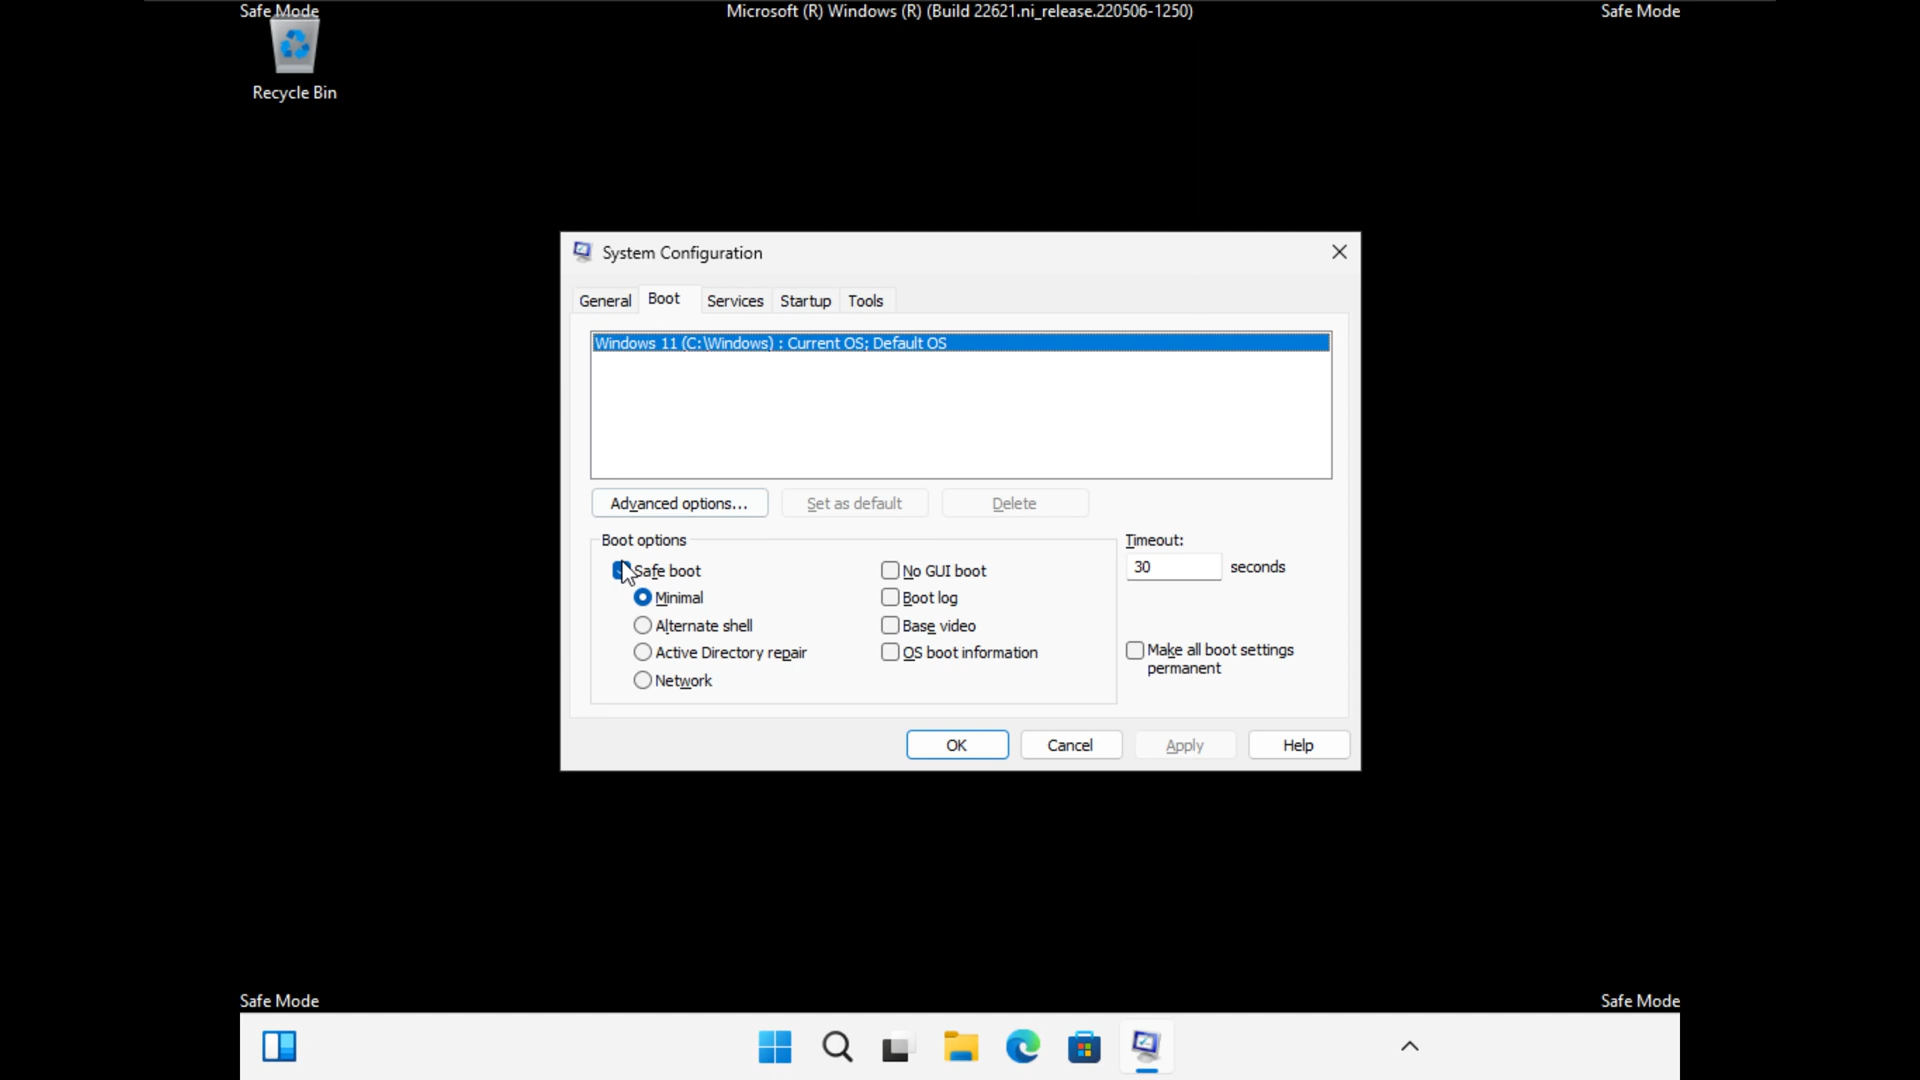 Safe Mode
Microsoft (R) Windows (R) (Build 22621.ni_release.220506-1250)
Safe Mode
Recycle Bin
System Configuration
General
Boot
Services
Startup
Tools
Windows 11 (C:\Windows) : Current OS; Default OS
Advanced options...
Set as default
Delete
Boot options
Safe boot
Minimal
Alternate shell
Active Directory repair
Network
No GUI boot
Boot log
Base video
OS boot information
Timeout:
30 seconds
Make all boot settings
permanent
OK
Cancel
Apply
Help
Safe Mode
Safe Mode